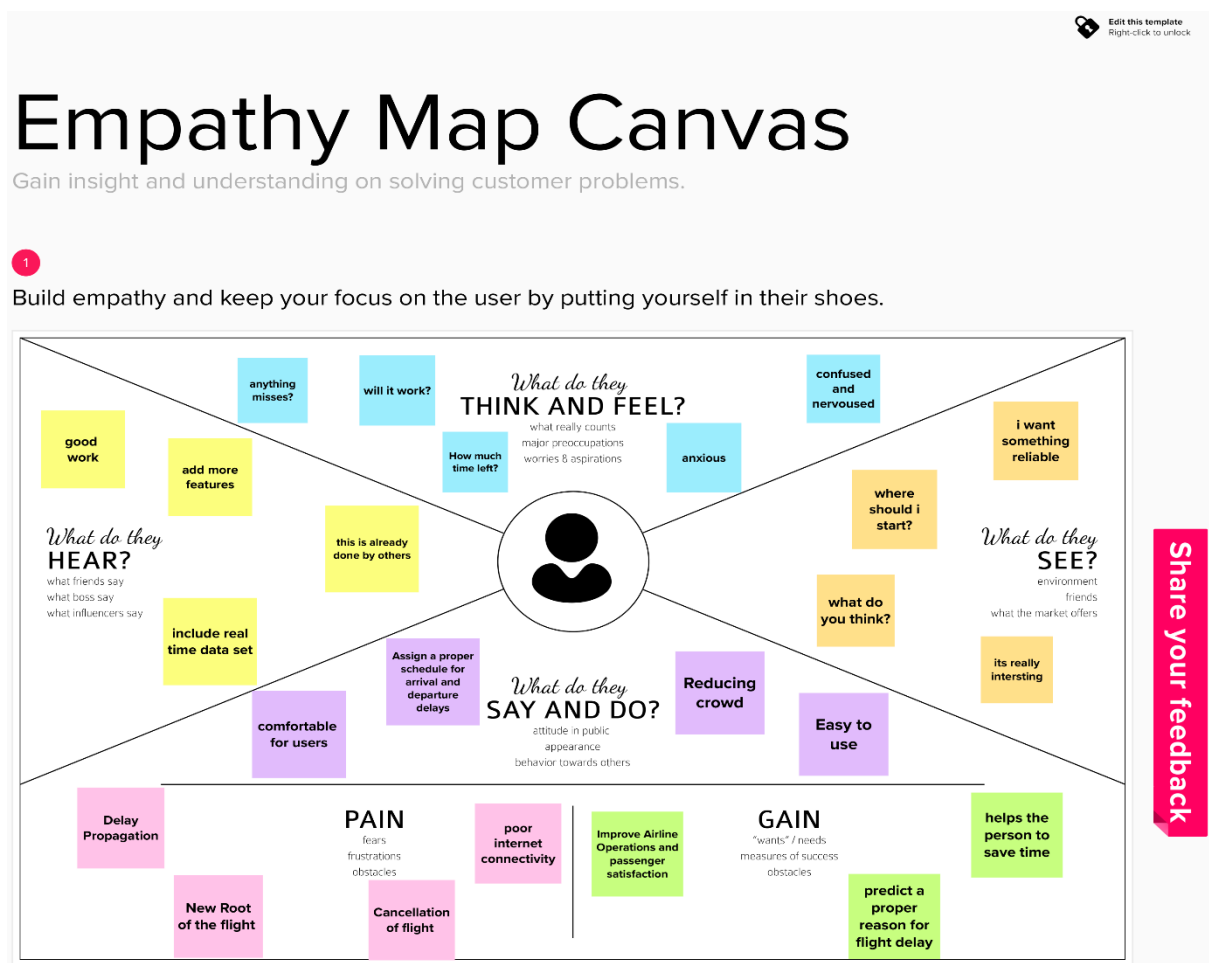 Edit this template
Right-click to unlock
Empathy Map Canvas
Gain insight and understanding on solving customer problems.
1
Build empathy and keep your focus on the user by putting yourself in their shoes.
anything
misses?
will it work?
What do they
THINK AND FEEL?
what really counts
major preoccupations
worries & aspirations
How much
time left?
anxious
confused
and
nervoused
good
work
add more
features
this is already
done by others
What do they
HEAR?
what friends say
what boss say
what influencers say
include real
time data set
i want
something
reliable
where
should i
start?
What do they
SEE?
environment
friends
what the market offers
what do
you think?
its really
intersting
Assign a proper
schedule for
arrival and
departure
delays
comfortable
for users
What do they
SAY AND DO?
attitude in public
appearance
behavior towards others
Reducing
crowd
Easy to
use
Share your feedback
Delay
Propagation
PAIN
fears
frustrations
obstacles
poor
internet
connectivity
New Root
of the flight
Cancellation
of flight
Improve Airline
Operations and
passenger
satisfaction
GAIN
"wants" / needs
measures of success
obstacles
helps the
person to
save time
predict a
proper
reason for
flight delay